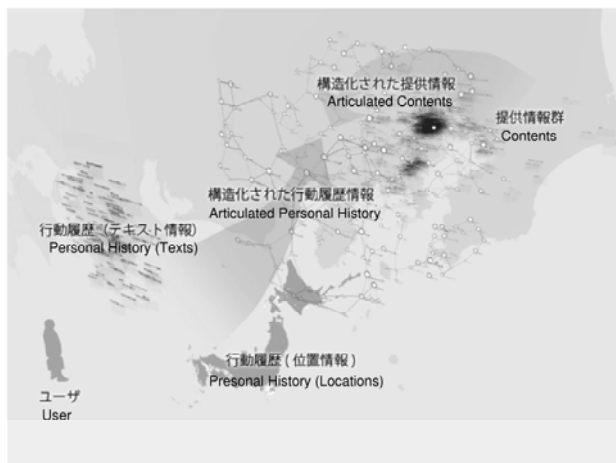 構造化された提供情報
Articulated Contents
提供情報群
Contents
構造化された行動履歴情報
Articulated Personal History
行動履歴（テキスト情報）
Personal History (Texts)
行動履歴(位置情報)
Presonal History (Locations)
ユーザ
User